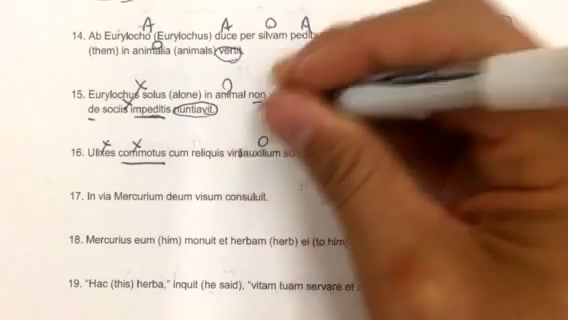 A A O A
14. Ab Eurylocho (Eurylochus) duce per silvam
O
(them) in animalia (animals) vertit.
X O
15. Eurylochus solus (alone) in animal non
X
de sociis impeditis nuntiavit.
X X O
16. Ulixes commotus cum reliquis viris auxilium
17. In via Mercurium deum visum consuluit.
18. Mercurius eum (him) monuit et herbam (herb) ei (to him)
19. "Hac (this) herba," inquit (he said), "vitam tuam servare et